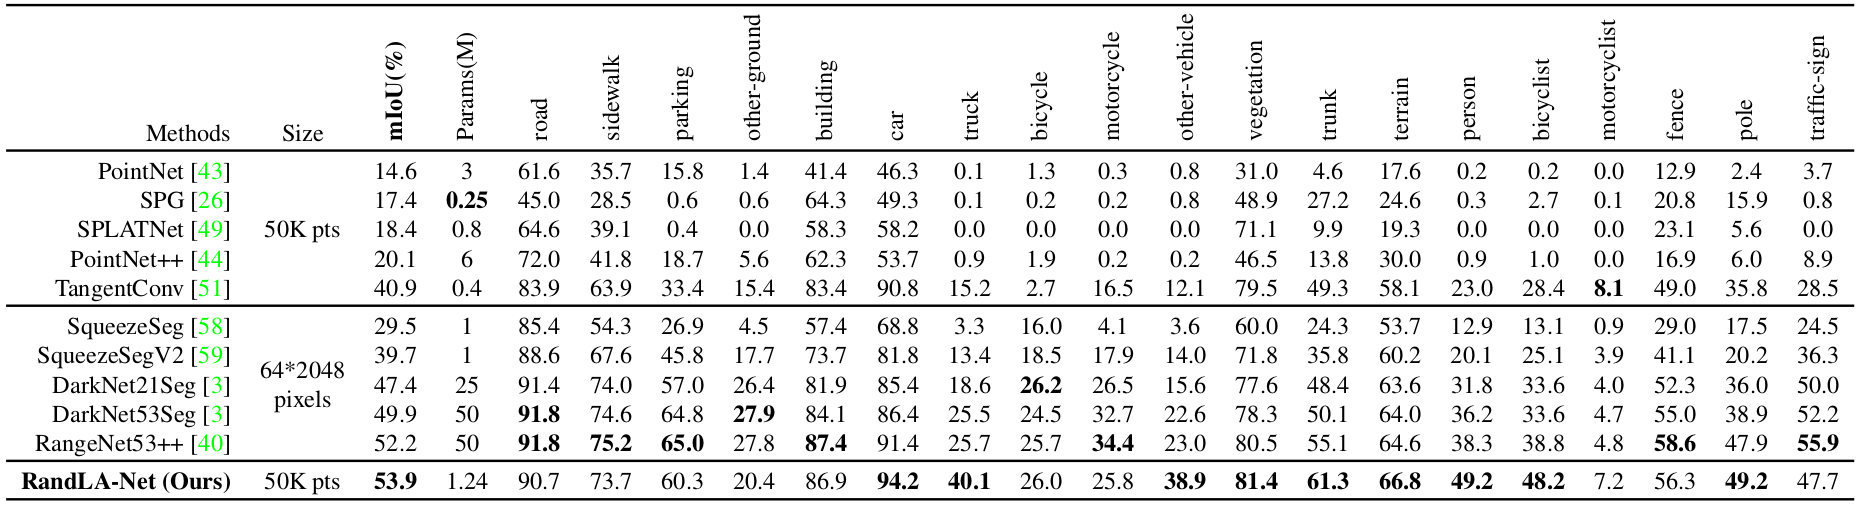 Methods Size mIoU(%) Params(M) road sidewalk parking other-ground building car truck bicycle motorcycle other-vehicle vegetation trunk terrain person bicyclist motorcyclist fence pole traffic-sign
PointNet [43] 14.6 3 61.6 35.7 15.8 1.4 41.4 46.3 0.1 1.3 0.3 0.8 31.0 4.6 17.6 0.2 0.2 0.0 12.9 2.4 3.7
SPG [26] 17.4 0.25 45.0 28.5 0.6 0.6 64.3 49.3 0.1 0.2 0.2 0.8 48.9 27.2 24.6 0.3 2.7 0.1 20.8 15.9 0.8
SPLATNet [49] 50K pts 18.4 0.8 64.6 39.1 0.4 0.0 58.3 58.2 0.0 0.0 0.0 0.0 71.1 9.9 19.3 0.0 0.0 0.0 23.1 5.6 0.0
PointNet++ [44] 20.1 6 72.0 41.8 18.7 5.6 62.3 53.7 0.9 1.9 0.2 0.2 46.5 13.8 30.0 0.9 1.0 0.0 16.9 6.0 8.9
TangentConv [51] 40.9 0.4 83.9 63.9 33.4 15.4 83.4 90.8 15.2 2.7 16.5 12.1 79.5 49.3 58.1 23.0 28.4 8.1 49.0 35.8 28.5
SqueezeSeg [58] 29.5 1 85.4 54.3 26.9 4.5 57.4 68.8 3.3 16.0 4.1 3.6 60.0 24.3 53.7 12.9 13.1 0.9 29.0 17.5 24.5
SqueezeSegV2 [59] 39.7 1 88.6 67.6 45.8 17.7 73.7 81.8 13.4 18.5 17.9 14.0 71.8 35.8 60.2 20.1 25.1 3.9 41.1 20.2 36.3
64*2048
DarkNet21Seg [3] 47.4 25 91.4 74.0 57.0 26.4 81.9 85.4 18.6 26.2 26.5 15.6 77.6 48.4 63.6 31.8 33.6 4.0 52.3 36.0 50.0
pixels
DarkNet53Seg [3] 49.9 50 91.8 74.6 64.8 27.9 84.1 86.4 25.5 24.5 32.7 22.6 78.3 50.1 64.0 36.2 33.6 4.7 55.0 38.9 52.2
RangeNet53++ [40] 52.2 50 91.8 75.2 65.0 27.8 87.4 91.4 25.7 25.7 34.4 23.0 80.5 55.1 64.6 38.3 38.8 4.8 58.6 47.9 55.9
RandLA-Net (Ours) 50K pts 53.9 1.24 90.7 73.7 60.3 20.4 86.9 94.2 40.1 26.0 25.8 38.9 81.4 61.3 66.8 49.2 48.2 7.2 56.3 49.2 47.7